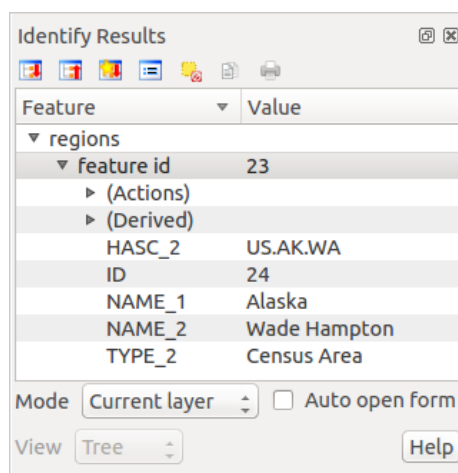 Identify Results
Feature Value
regions
feature id 23
(Actions)
(Derived)
HASC_2 US.AK.WA
ID 24
NAME_1 Alaska
NAME_2 Wade Hampton
TYPE_2 Census Area
Mode Current layer Auto open form
View Tree Help